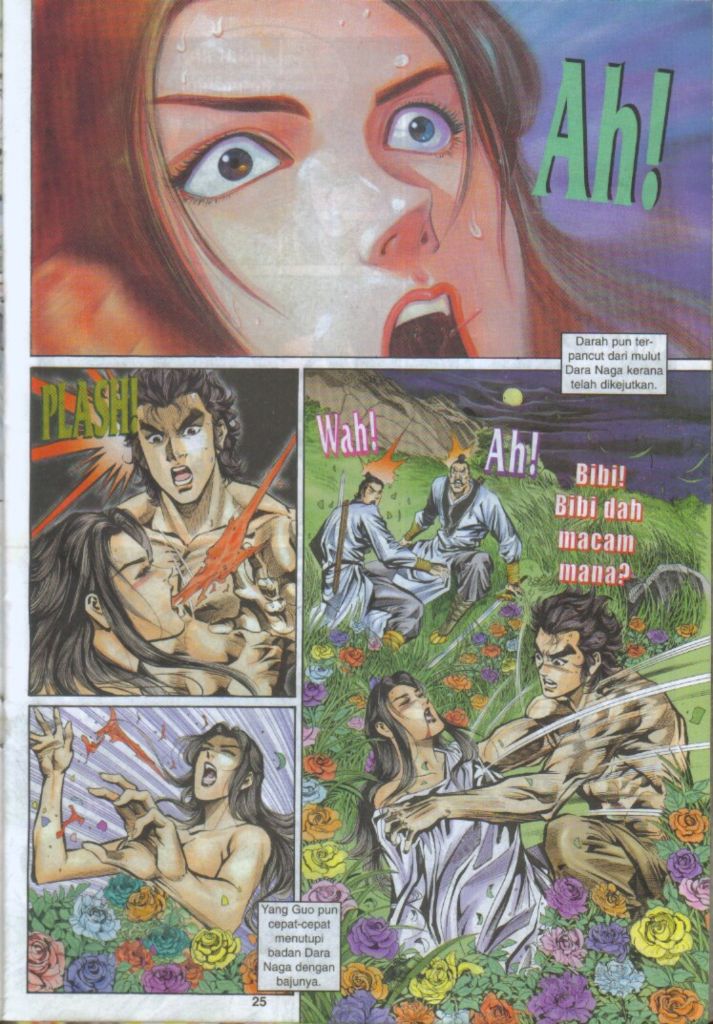 Ah!
Darah pun ter-
pancut dari mulut
Dara Naga kerana
telah dikejutkan.
PLASH!
Wah!
Ah!
Bibi!
Bibi dah
macam
mana?
Yang Guo pun
cepat-cepat
menutupi
badan Dara
Naga dengan
bajunya.
25